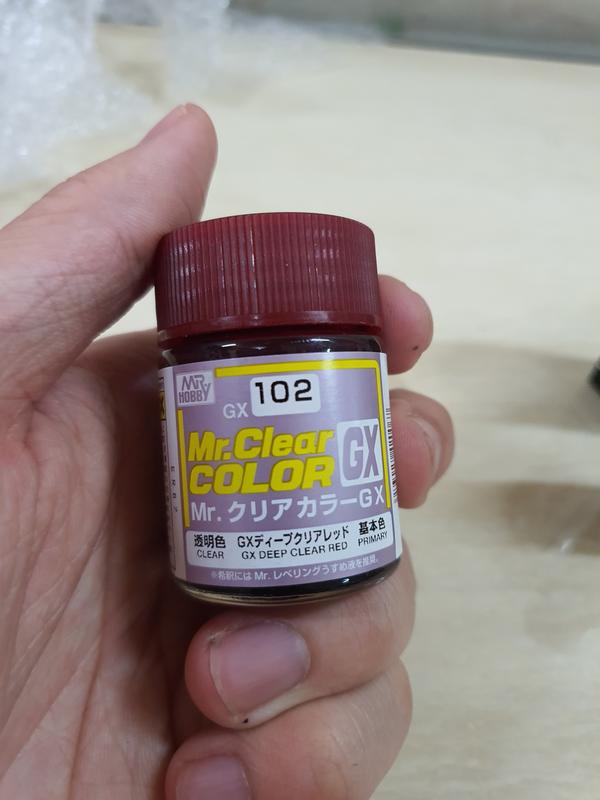 MR
HOBBY
GX 102
Mr.Clear
COLOR GX
Mr.クリアカラーGX
透明色 GXディープクリアレッド 基本色
CLEAR GX DEEP CLEAR RED PRIMARY
※希釈には Mr.レベリングうすめ液を推奨。